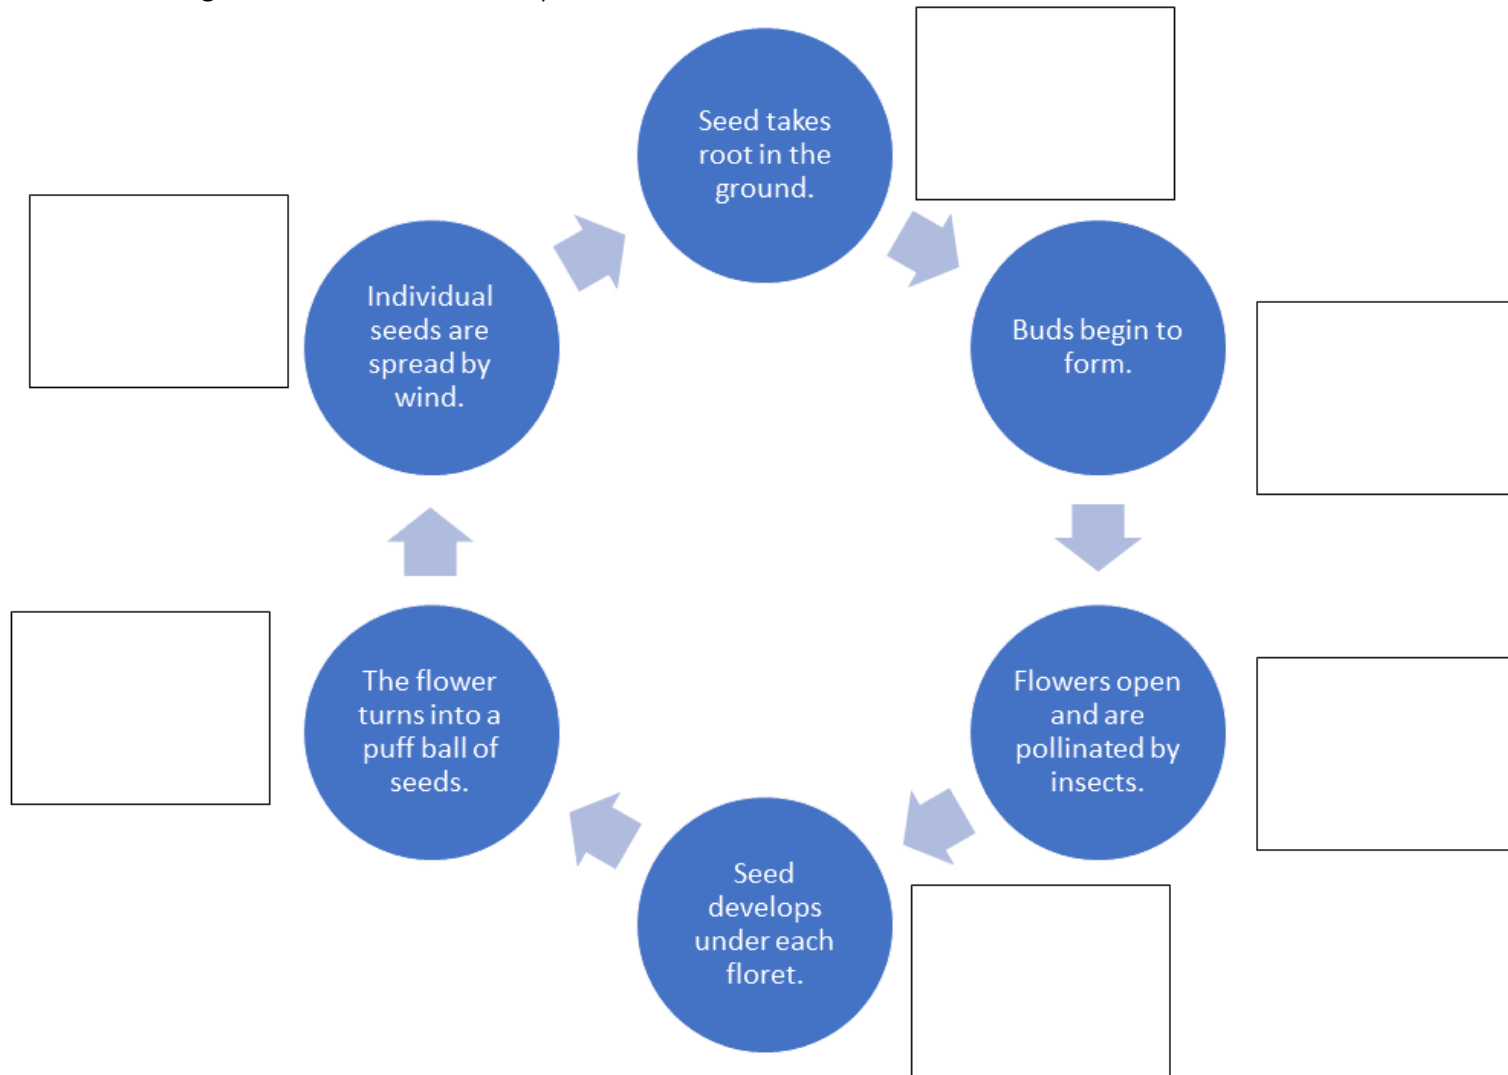 Seed takes
root in the
ground.
Buds begin to
form.
Flowers open
and are
pollinated by
insects.
Seed
develops
under each
floret.
The flower
turns into a
puff ball of
seeds.
Individual
seeds are
spread by
wind.